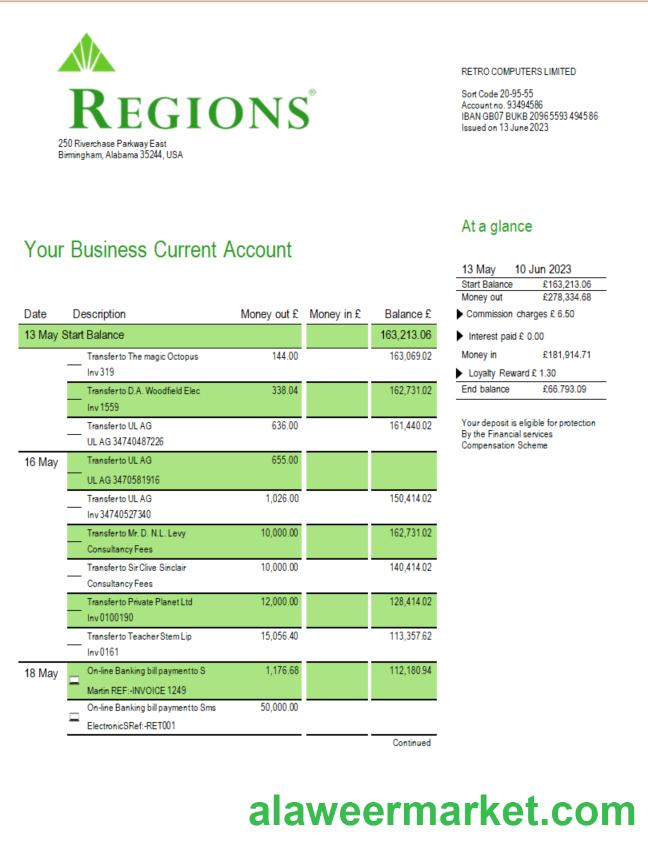 REGIONS®
250 Riverchase Parkway East
Birmingham, Alabama 35244, USA
RETRO COMPUTERS LIMITED
Sort Code 20-95-55
Account no. 93494586
IBAN GB07 BUKB 2096 5593 494586
Issued on 13 June 2023
Your Business Current Account
At a glance
13 May 10 Jun 2023
Start Balance £163,213.06
Money out £278,334.68
Commission charges £ 6.50
Interest paid £ 0.00
Money in £181,914.71
Loyalty Reward £ 1.30
End balance £66.793.09
Your deposit is eligible for protection
By the Financial services
Compensation Scheme
Date Description Money out £ Money in £ Balance £
13 May Start Balance 163,213.06
Transfer to The magic Octopus 144.00 163,069.02
Inv 319
Transfer to D.A. Woodfield Elec 338.04 162,731.02
Inv 1559
Transfer to UL AG 636.00 161,440.02
UL AG 34740487226
16 May Transfer to UL AG 655.00
UL AG 3470581916
Transfer to UL AG 1,026.00 150,414.02
Inv 34740527340
Transfer to Mr. D. N.L. Levy 10,000.00 162,731.02
Consultancy Fees
Transfer to Sir Clive Sinclair 10,000.00 140,414.02
Consultancy Fees
Transfer to Private Planet Ltd 12,000.00 128,414.02
Inv 0100190
Transfer to Teacher Stem Lip 15,056.40 113,357.62
Inv 0161
18 May On-line Banking bill payment to S 1,176.68 112,180.94
Martin REF:-INVOICE 1249
On-line Banking bill payment to Sms 50,000.00
ElectronicSRef:-RET001
Continued
alaweermarket.com